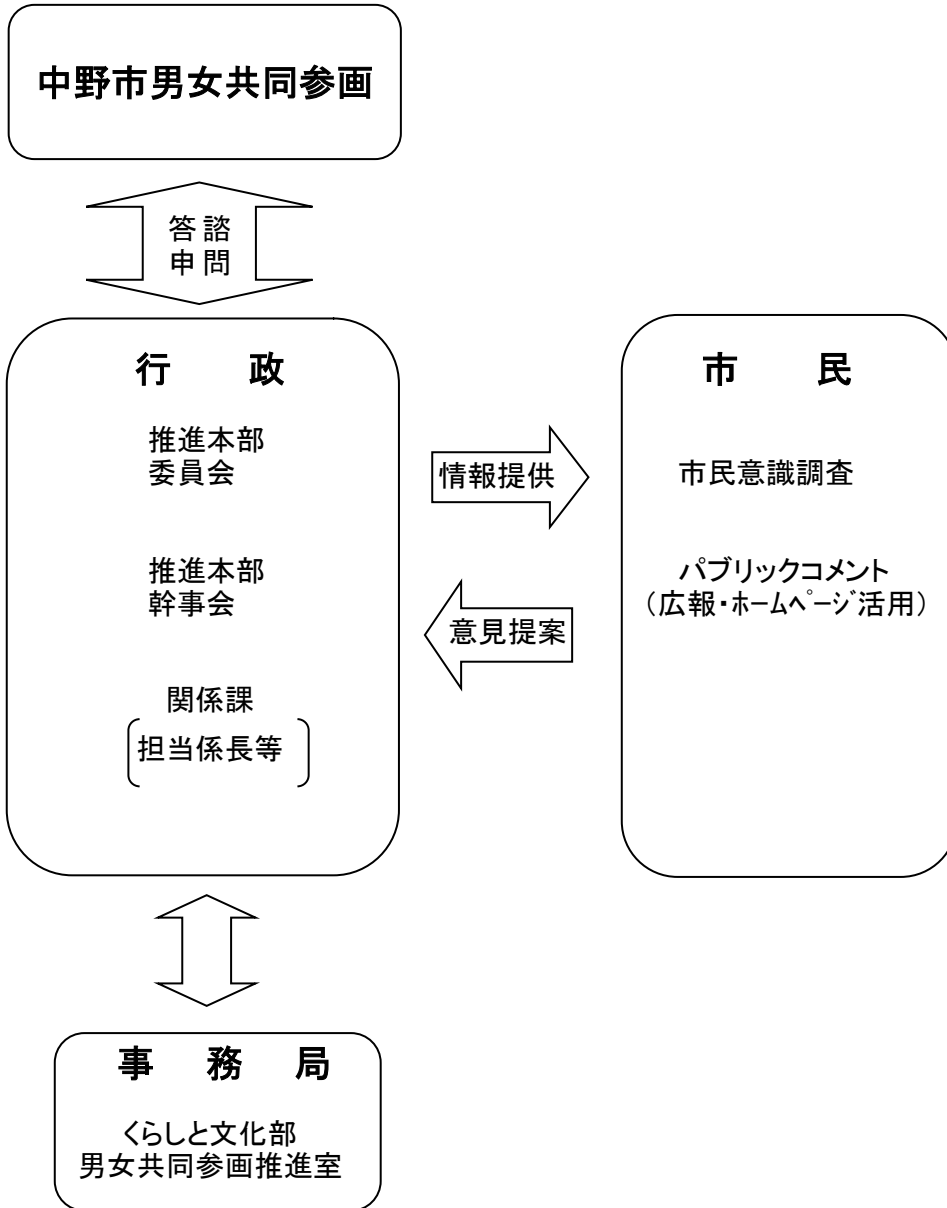 中野市男女共同参画
答 諮
申 問
行 政
推進本部
委員会
推進本部
幹事会
関係課
担当係長等
情報提供
意見提案
市 民
市民意識調査
パブリックコメント
（広報・ホームページ活用）
事 務 局
くらしと文化部
男女共同参画推進室